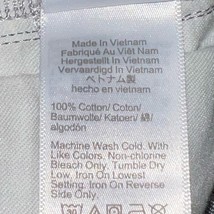 Made In Vietnam
Fabriqué Au Việt Nam
Hergestellt In Vietnam
Vervaardigd In Vietnam
ベトナム製
hecho en vietnam
100% Cotton/ Coton/
Baumwolle/ Katoen/ 綿/
algodón
Machine Wash Cold. With
Like Colors. Non-chlorine
Bleach Only. Tumble Dry
Low. Iron On Lowest
Setting. Iron On Reverse
Side Only.